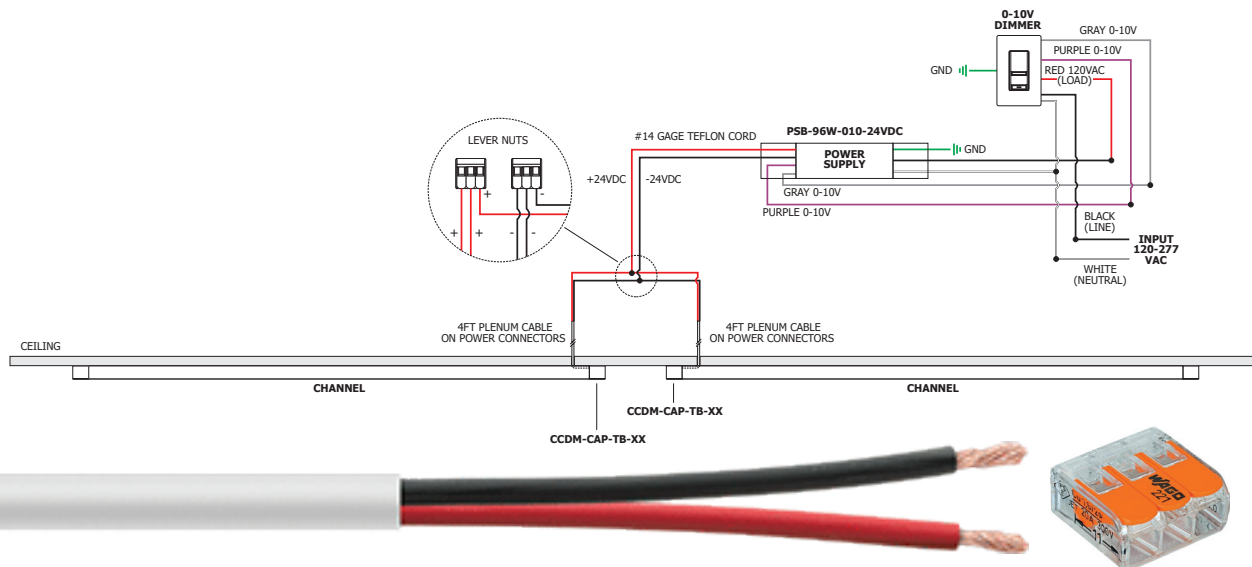 0-10V
DIMMER
GRAY 0-10V
PURPLE 0-10V
GND
RED 120VAC
(LOAD)
PSB-96W-010-24VDC
#14 GAGE TEFLON CORD
LEVER NUTS
POWER
SUPPLY
GND
+24VDC
-24VDC
GRAY 0-10V
PURPLE 0-10V
+
-
+
+
-
-
BLACK
(LINE)
INPUT
120-277
VAC
WHITE
(NEUTRAL)
4FT PLENUM CABLE
ON POWER CONNECTORS
4FT PLENUM CABLE
ON POWER CONNECTORS
CEILING
CHANNEL
CHANNEL
CCDM-CAP-TB-XX
CCDM-CAP-TB-XX
WAGO
221